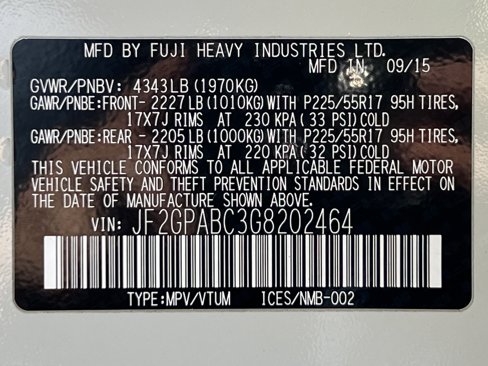 MFD BY FUJI HEAVY INDUSTRIES LTD.
MFD IN 09/15
GVWR/PNBV: 4343LB (1970KG)
GAWR/PNBE:FRONT- 2227LB (1010KG) WITH P225/55R17 95H TIRES,
17X7J RIMS AT 230 KPA (33 PSI) COLD
GAWR/PNBE:REAR - 2205LB (1000KG) WITH P225/55R17 95H TIRES,
17X7J RIMS AT 220 KPA (32 PSI) COLD
THIS VEHICLE CONFORMS TO ALL APPLICABLE FEDERAL MOTOR
VEHICLE SAFETY AND THEFT PREVENTION STANDARDS IN EFFECT ON
THE DATE OF MANUFACTURE SHOWN ABOVE.
VIN: JF2GPABC3G8202464
TYPE:MPV/VTUM ICES/NMB-002